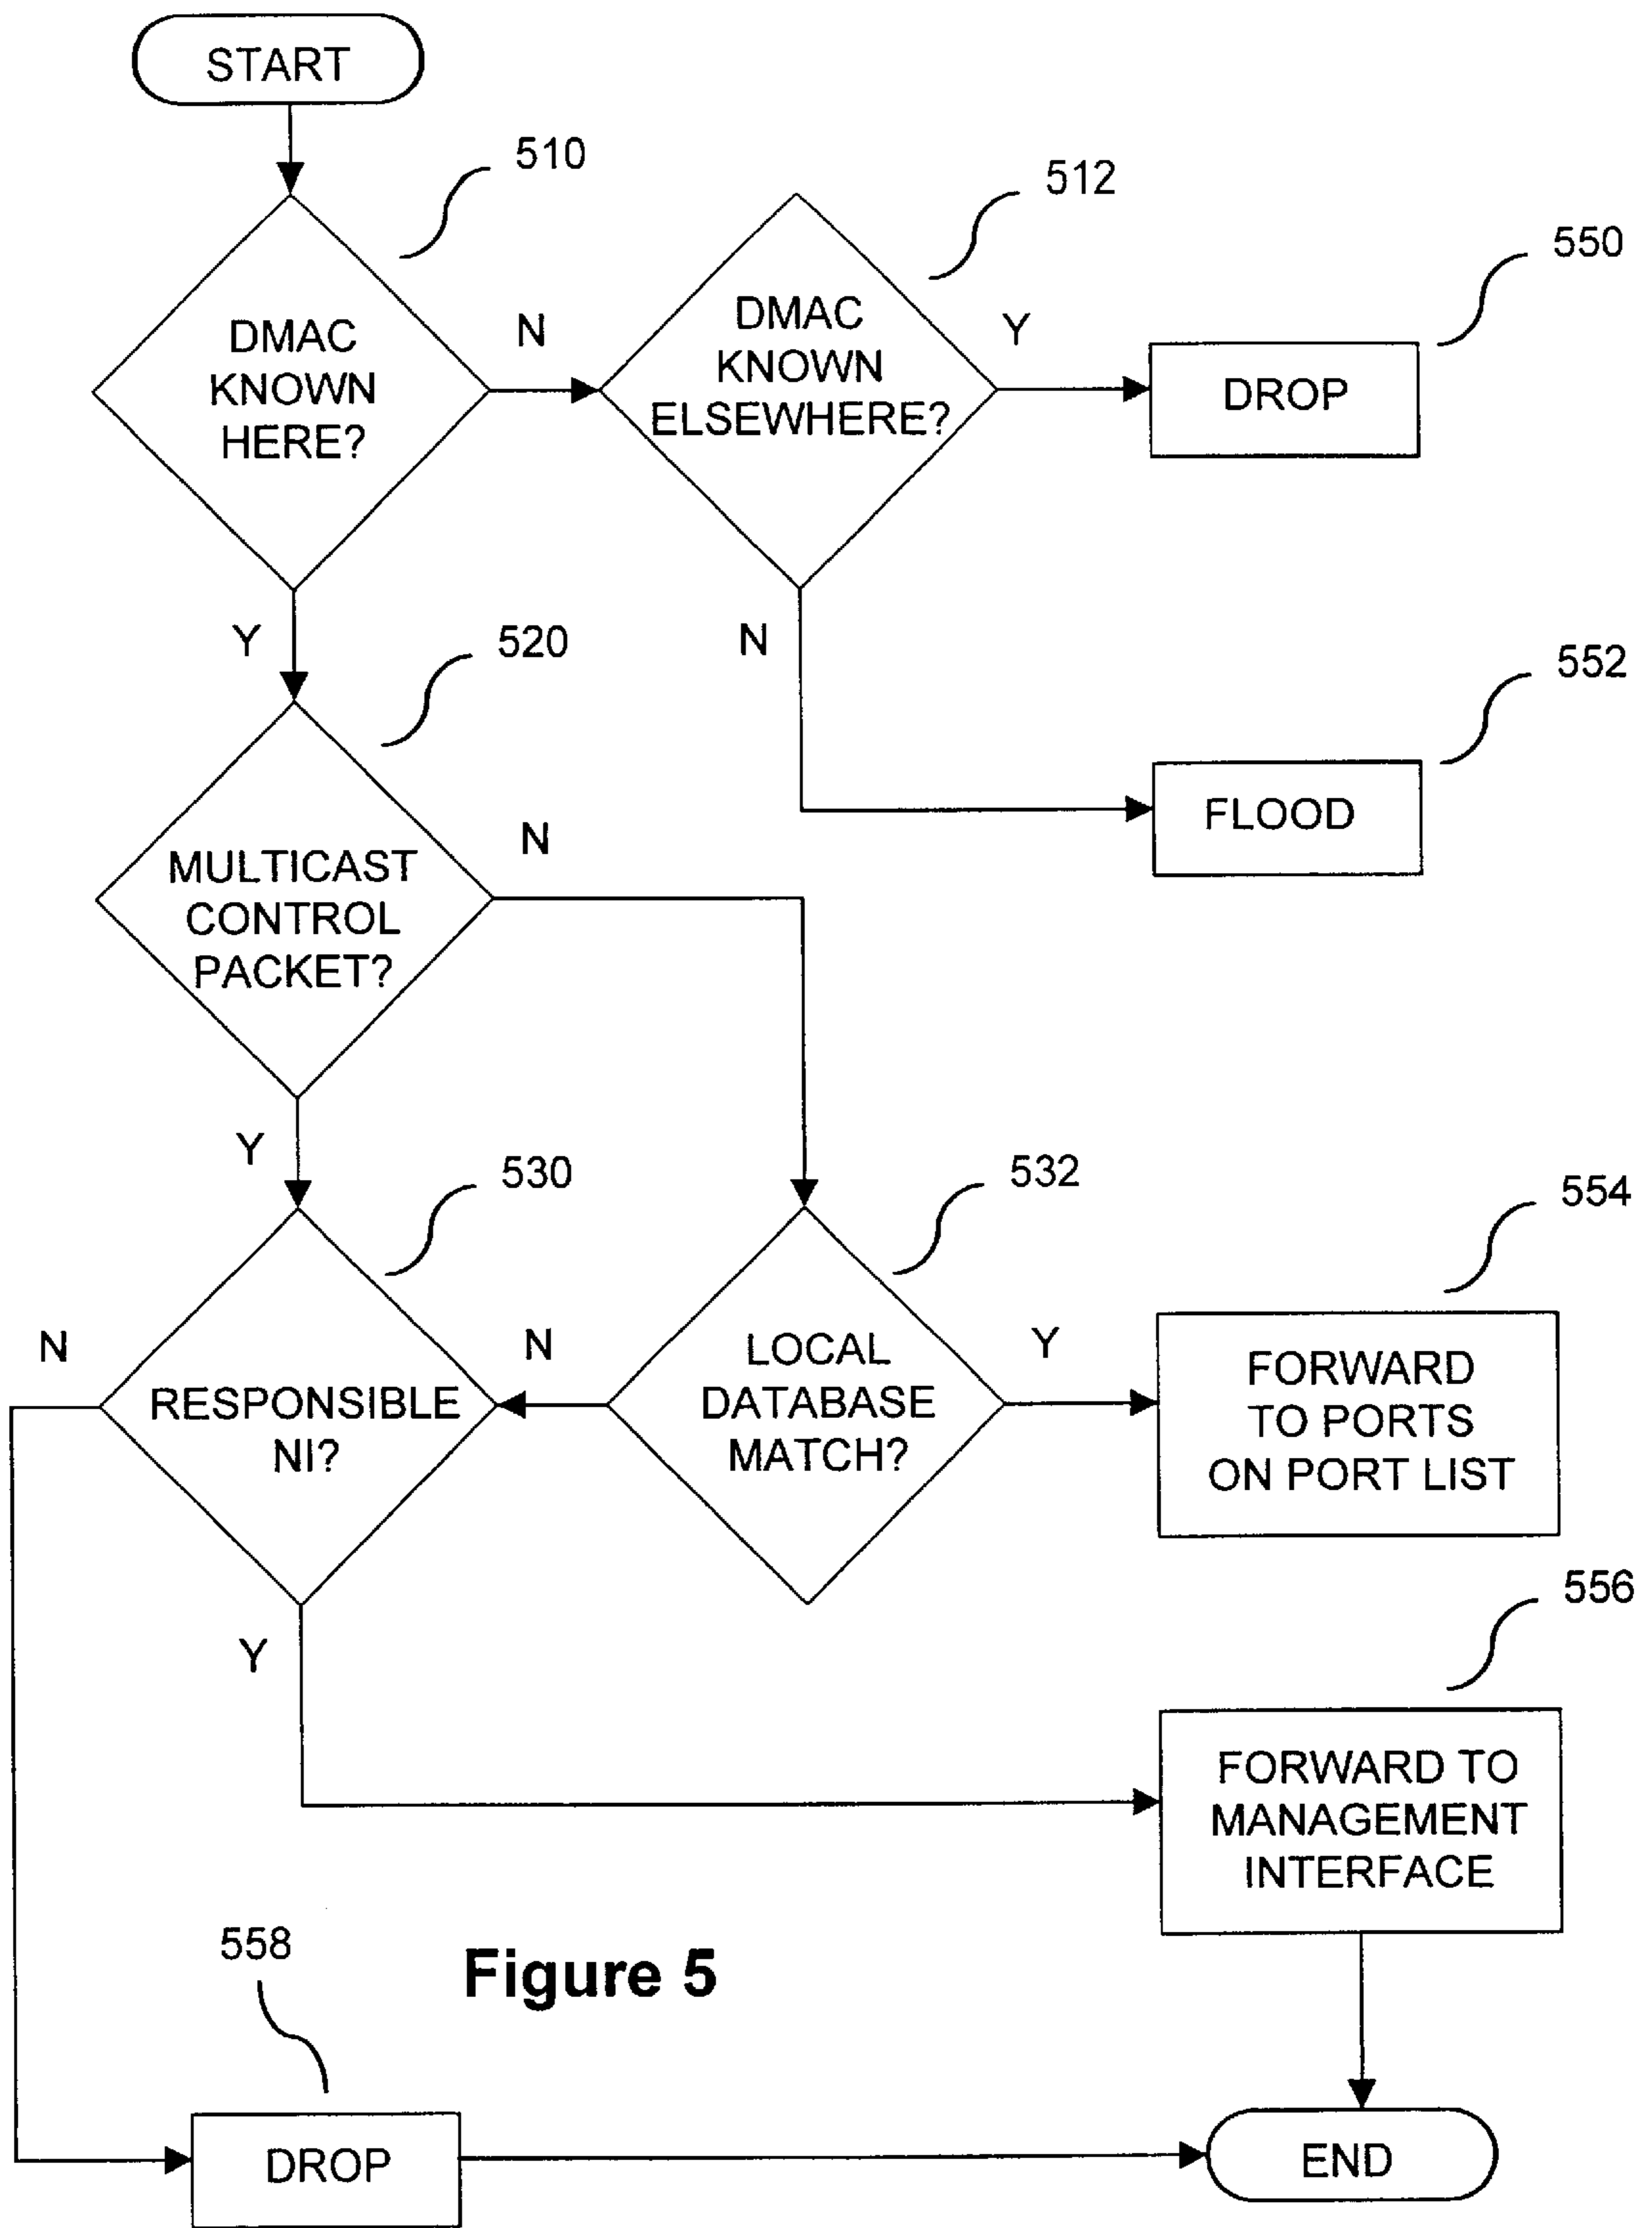 START
510
512
550
DMAC
KNOWN
HERE?
N
DMAC
KNOWN
ELSEWHERE?
Y
DROP
Y
520
N
552
FLOOD
MULTICAST
CONTROL
PACKET?
N
Y
530
532
554
N
RESPONSIBLE
NI?
N
LOCAL
DATABASE
MATCH?
Y
FORWARD
TO PORTS
ON PORT LIST
556
Y
FORWARD TO
MANAGEMENT
INTERFACE
558
Figure 5
DROP
END